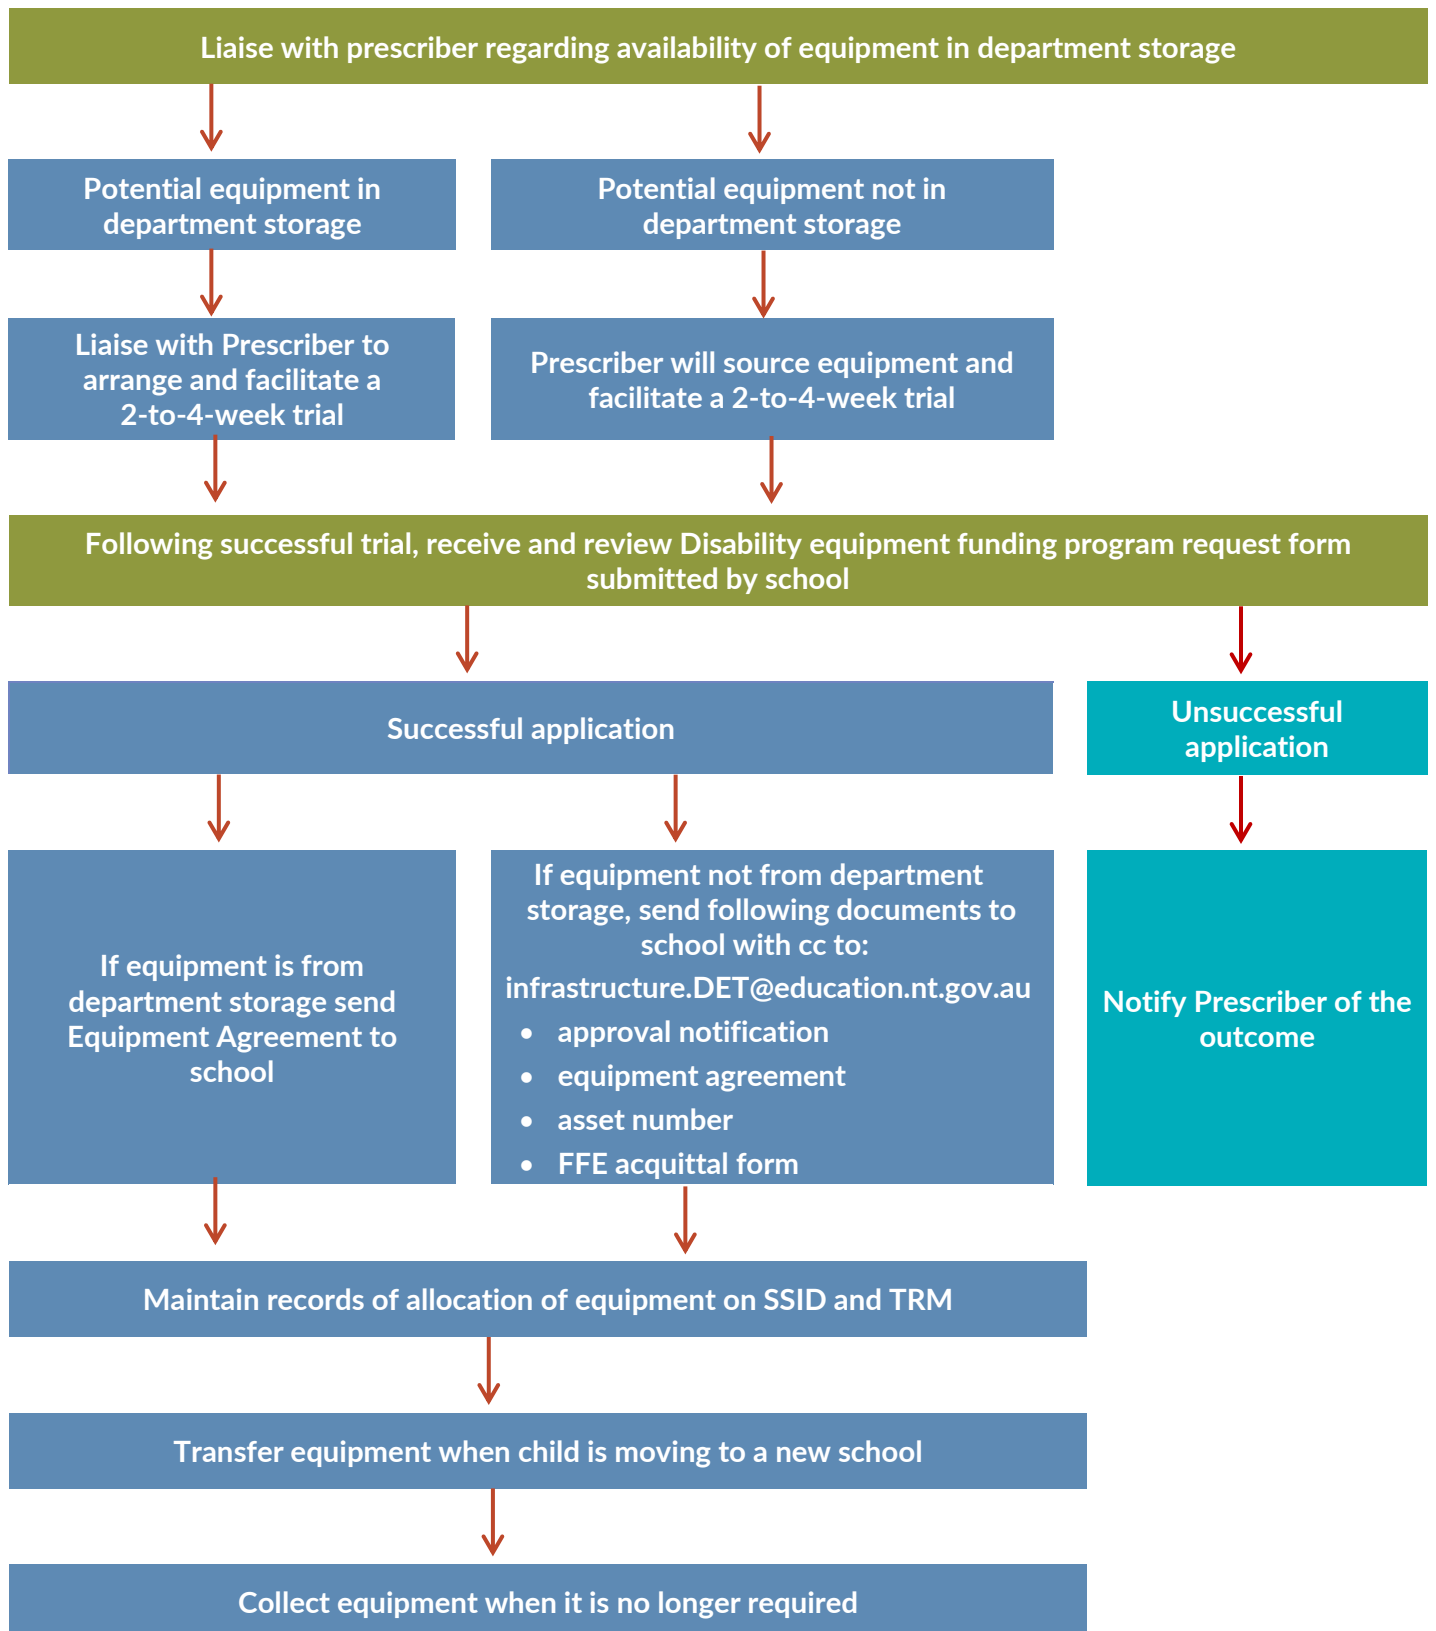 Liaise with prescriber regarding availability of equipment in department storage
Potential equipment in
department storage
Potential equipment not in
department storage
Liaise with Prescriber to
arrange and facilitate a
2-to-4-week trial
Prescriber will source equipment and
facilitate a 2-to-4-week trial
Following successful trial, receive and review Disability equipment funding program request form
submitted by school
Successful application
Unsuccessful
application
If equipment is from
department storage send
Equipment Agreement to
school
If equipment not from department
storage, send following documents to
school with cc to:
infrastructure.DET@education.nt.gov.au
• approval notification
• equipment agreement
• asset number
• FFE acquittal form
Notify Prescriber of the
outcome
Maintain records of allocation of equipment on SSID and TRM
Transfer equipment when child is moving to a new school
Collect equipment when it is no longer required